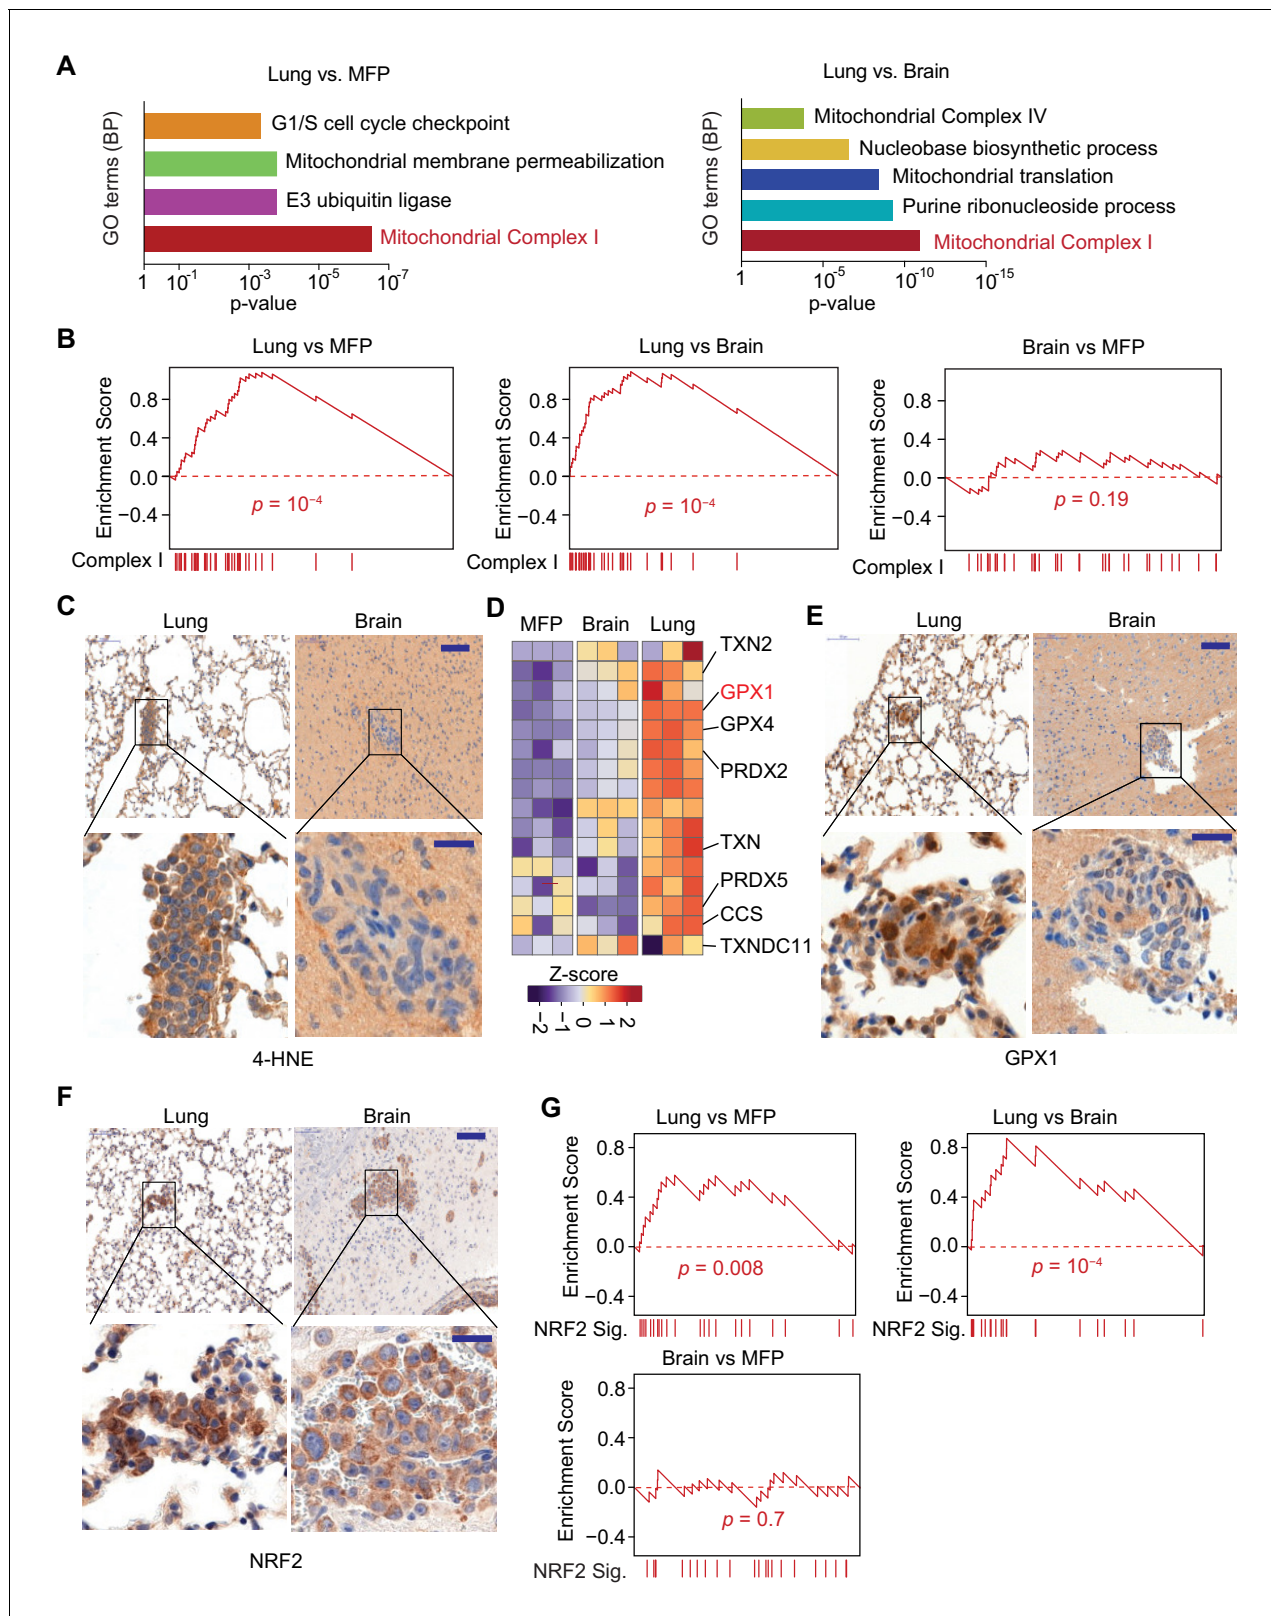 A
Lung vs. MFP
GO terms (BP)
G1/S cell cycle checkpoint
Mitochondrial membrane permeabilization
E3 ubiquitin ligase
Mitochondrial Complex I
1 10⁻¹ 10⁻³ 10⁻⁵ 10⁻⁷
p-value
Lung vs. Brain
GO terms (BP)
Mitochondrial Complex IV
Nucleobase biosynthetic process
Mitochondrial translation
Purine ribonucleoside process
Mitochondrial Complex I
1 10⁻⁵ 10⁻¹⁰ 10⁻¹⁵
p-value
B
Lung vs MFP
Enrichment Score
0.8
0.4
0.0
−0.4
p = 10⁻⁴
Complex I
Lung vs Brain
Enrichment Score
0.8
0.4
0.0
−0.4
p = 10⁻⁴
Complex I
Brain vs MFP
Enrichment Score
0.8
0.4
0.0
−0.4
p = 0.19
Complex I
C
Lung Brain
4-HNE
D
MFP Brain Lung
TXN2
GPX1
GPX4
PRDX2
TXN
PRDX5
CCS
TXNDC11
Z-score
−2 −1 0 1 2
E
Lung Brain
GPX1
F
Lung Brain
NRF2
G
Lung vs MFP
Enrichment Score
0.8
0.4
0.0
−0.4
p = 0.008
NRF2 Sig.
Lung vs Brain
Enrichment Score
0.8
0.4
0.0
−0.4
p = 10⁻⁴
NRF2 Sig.
Brain vs MFP
Enrichment Score
0.8
0.4
0.0
−0.4
p = 0.7
NRF2 Sig.